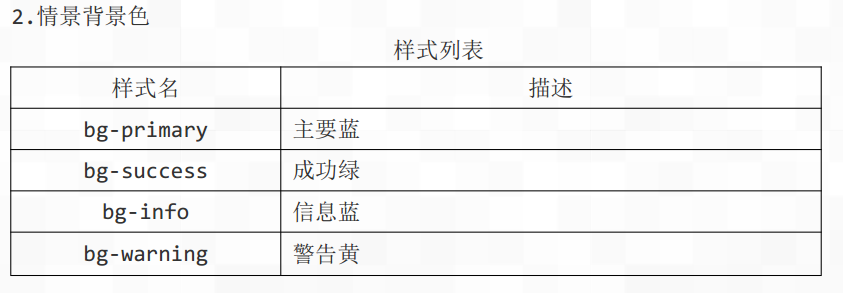 2.情景背景色
样式列表
样式名 描述
bg-primary 主要蓝
bg-success 成功绿
bg-info 信息蓝
bg-warning 警告黄